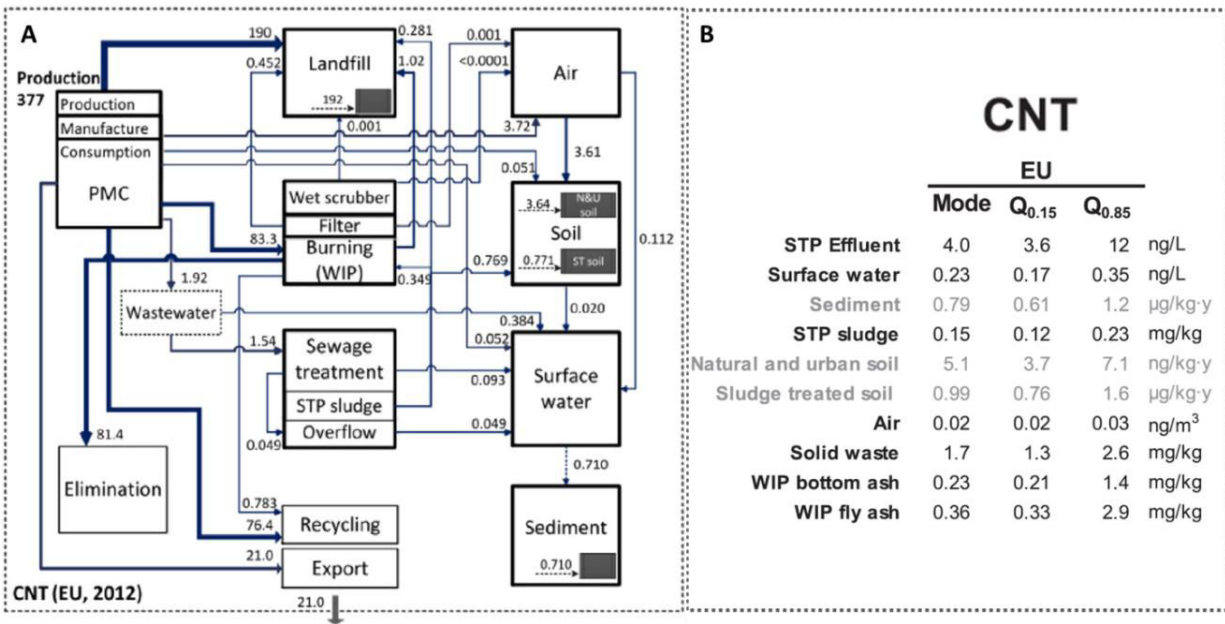 A
190
0.281
0.001
Landfill
Air
0.452
1.02
<0.0001
Production
377
Production
192
Manufacture
0.001
3.72
Consumption
0.051
3.61
PMC
Wet scrubber
3.64
N&U
soil
Filter
Soil
83.3
Burning
(WIP)
0.769
0.771
ST soil
0.112
1.92
0.349
Wastewater
0.384
0.020
0.052
1.54
Sewage
treatment
0.093
Surface
water
STP sludge
0.049
Overflow
0.049
81.4
0.710
Elimination
0.783
Recycling
76.4
Sediment
21.0
Export
0.710
CNT (EU, 2012)
21.0
B
CNT
EU
Mode Q0.15 Q0.85
STP Effluent 4.0 3.6 12 ng/L
Surface water 0.23 0.17 0.35 ng/L
Sediment 0.79 0.61 1.2 µg/kg·y
STP sludge 0.15 0.12 0.23 mg/kg
Natural and urban soil 5.1 3.7 7.1 ng/kg·y
Sludge treated soil 0.99 0.76 1.6 µg/kg·y
Air 0.02 0.02 0.03 ng/m³
Solid waste 1.7 1.3 2.6 mg/kg
WIP bottom ash 0.23 0.21 1.4 mg/kg
WIP fly ash 0.36 0.33 2.9 mg/kg